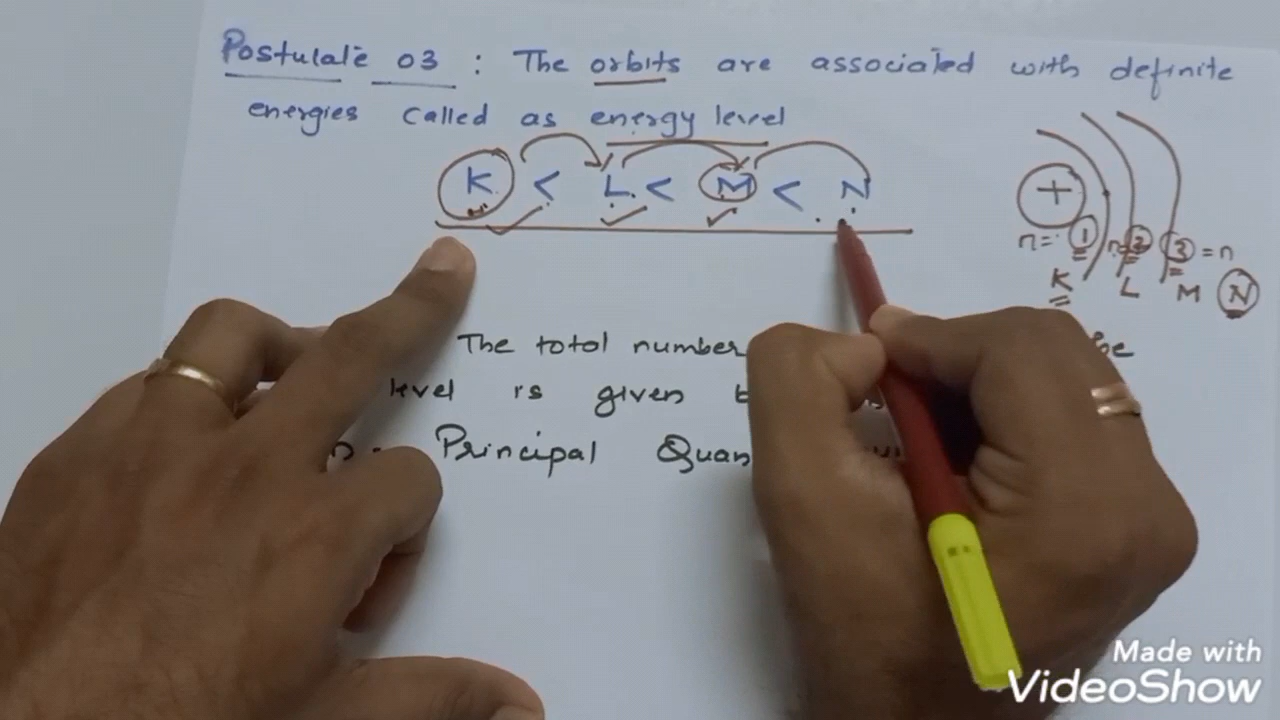 Postulate 03 : The orbits are associated with definite
energies called as energy level
K < L < M < N
+
n = 1 n 2 3 = n
K L M N
The total number be
level is given
Principal Quan
Made with
VideoShow